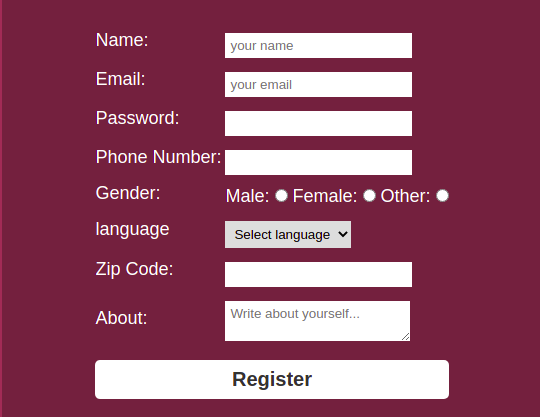 Name: your name
Email: your email
Password:
Phone Number:
Gender: Male: Female: Other:
language Select language
Zip Code:
About: Write about yourself...
Register